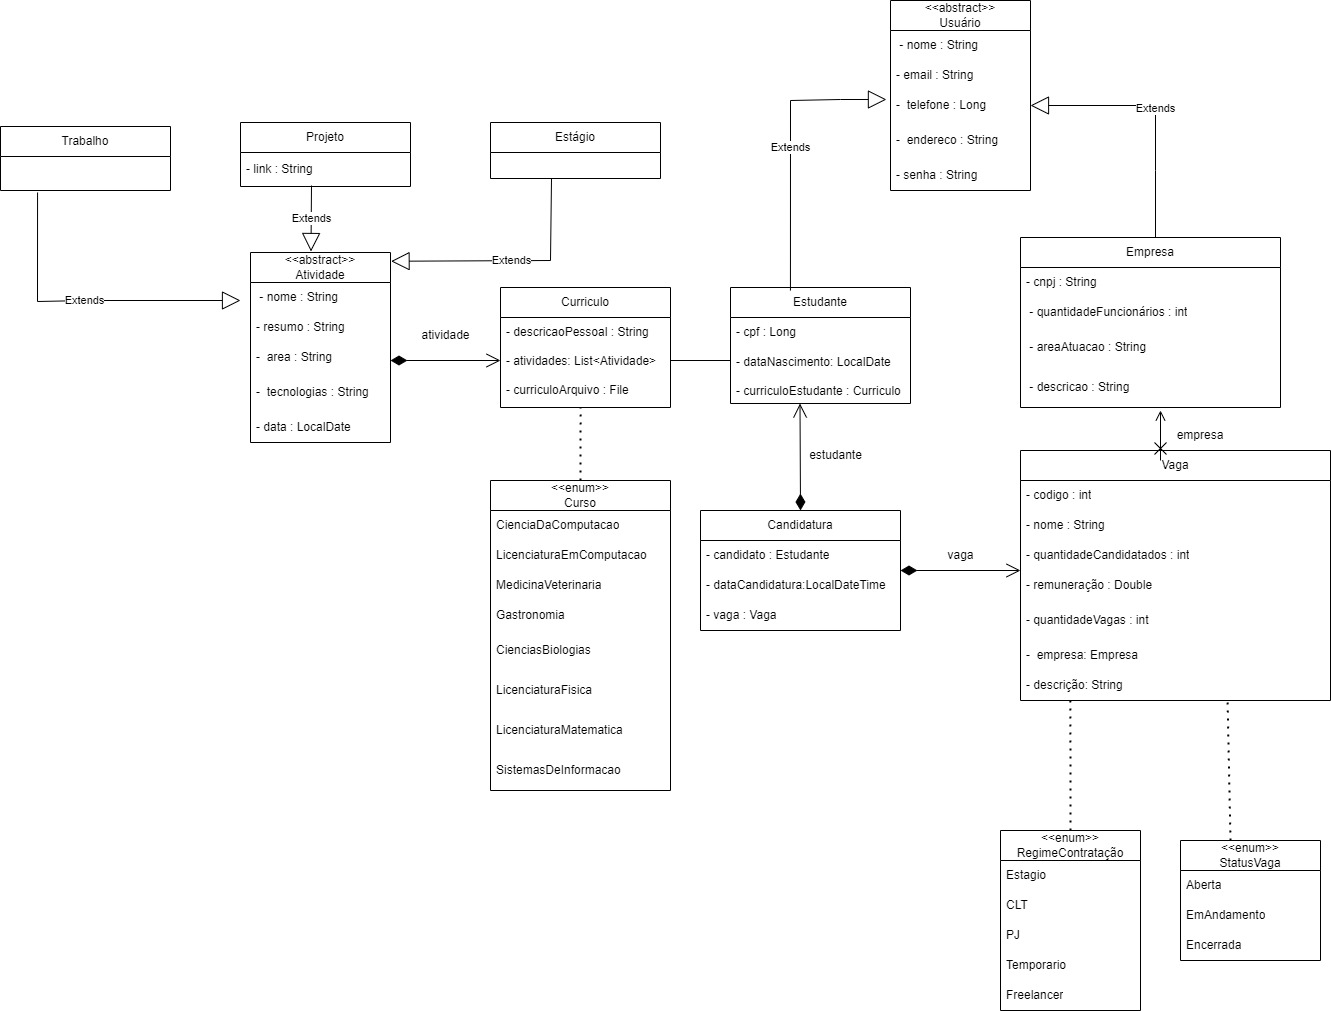 <<abstract>>
Usuário
- nome : String
- email : String
- telefone : Long
- endereco : String
- senha : String
Extends
Extends
Trabalho
Projeto
- link : String
Estágio
Extends
Extends
Extends
<<abstract>>
Atividade
- nome : String
- resumo : String
- area : String
- tecnologias : String
- data : LocalDate
atividade
Curriculo
- descricaoPessoal : String
- atividades: List<Atividade>
- curriculoArquivo : File
Estudante
- cpf : Long
- dataNascimento: LocalDate
- curriculoEstudante : Curriculo
Empresa
- cnpj : String
- quantidadeFuncionários : int
- areaAtuacao : String
- descricao : String
empresa
estudante
<<enum>>
Curso
CienciaDaComputacao
LicenciaturaEmComputacao
MedicinaVeterinaria
Gastronomia
CienciasBiologias
LicenciaturaFisica
LicenciaturaMatematica
SistemasDeInformacao
Candidatura
- candidato : Estudante
- dataCandidatura:LocalDateTime
- vaga : Vaga
vaga
Vaga
- codigo : int
- nome : String
- quantidadeCandidatados : int
- remuneração : Double
- quantidadeVagas : int
- empresa: Empresa
- descrição: String
<<enum>>
RegimeContratação
Estagio
CLT
PJ
Temporario
Freelancer
<<enum>>
StatusVaga
Aberta
EmAndamento
Encerrada